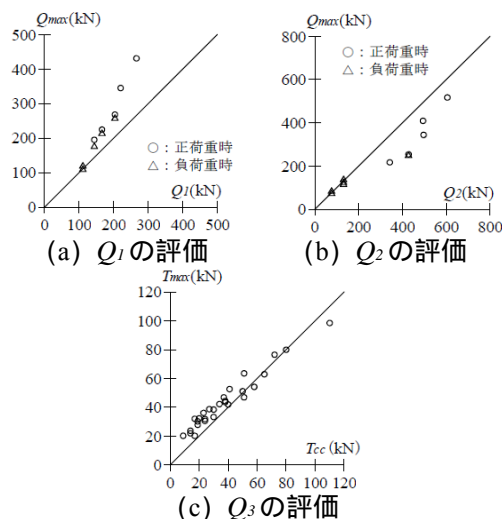 Qmax(kN)
500
400
300
200
100
0
0 100 200 300 400 500
Q1(kN)
○:正荷重時
△:負荷重時
(a) Q1の評価
Qmax(kN)
800
600
400
200
0
0 200 400 600 800
Q2(kN)
○:正荷重時
△:負荷重時
(b) Q2の評価
Tmax(kN)
120
100
80
60
40
20
0
0 20 40 60 80 100 120
Tcc(kN)
(c) Q3の評価